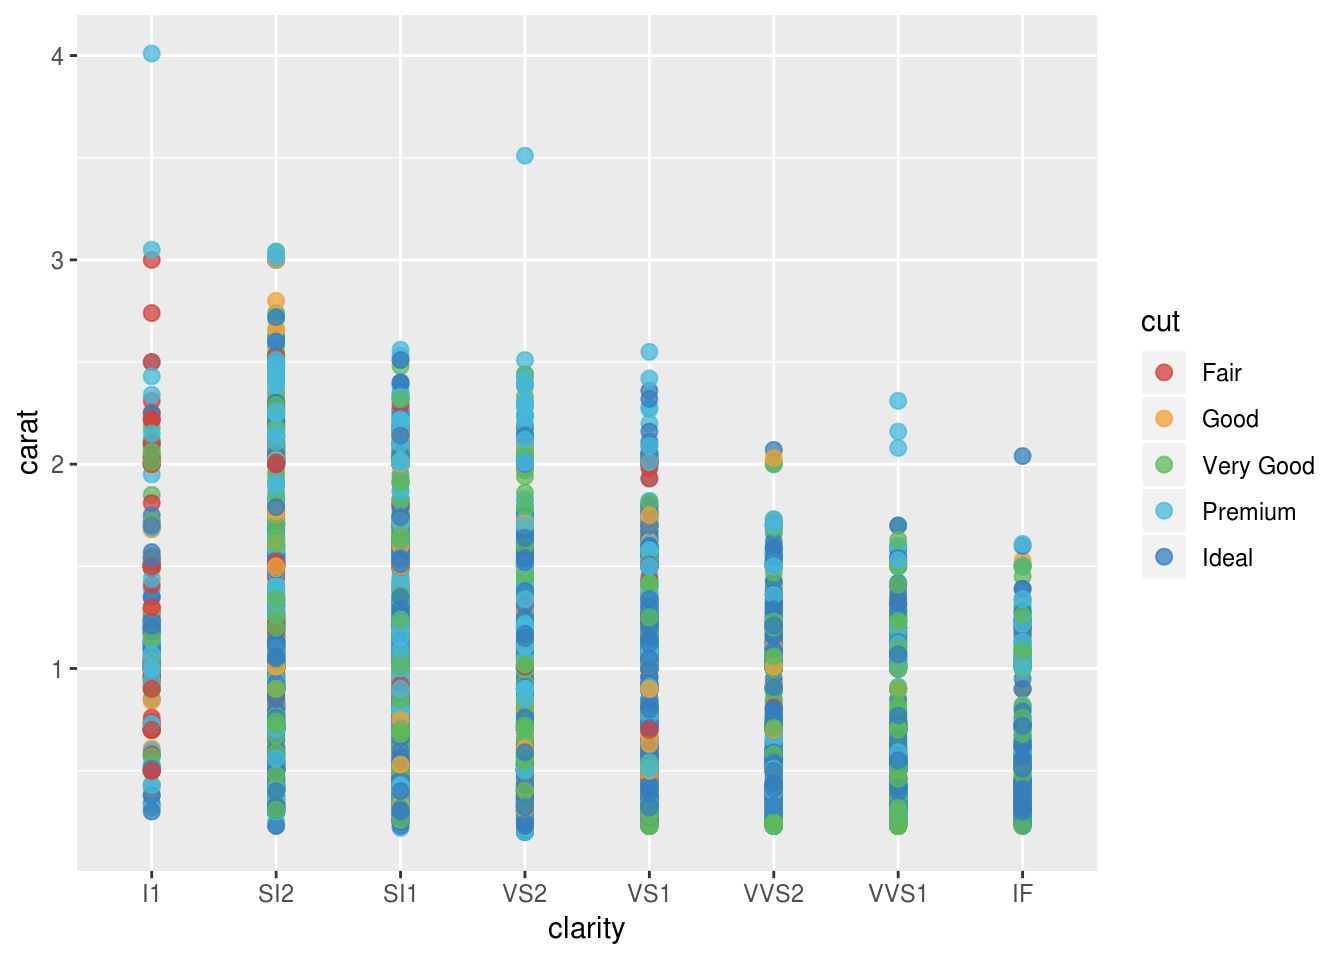 4
3
2
1
carat
I1 SI2 SI1 VS2 VS1 VVS2 VVS1 IF
clarity
cut
Fair
Good
Very Good
Premium
Ideal